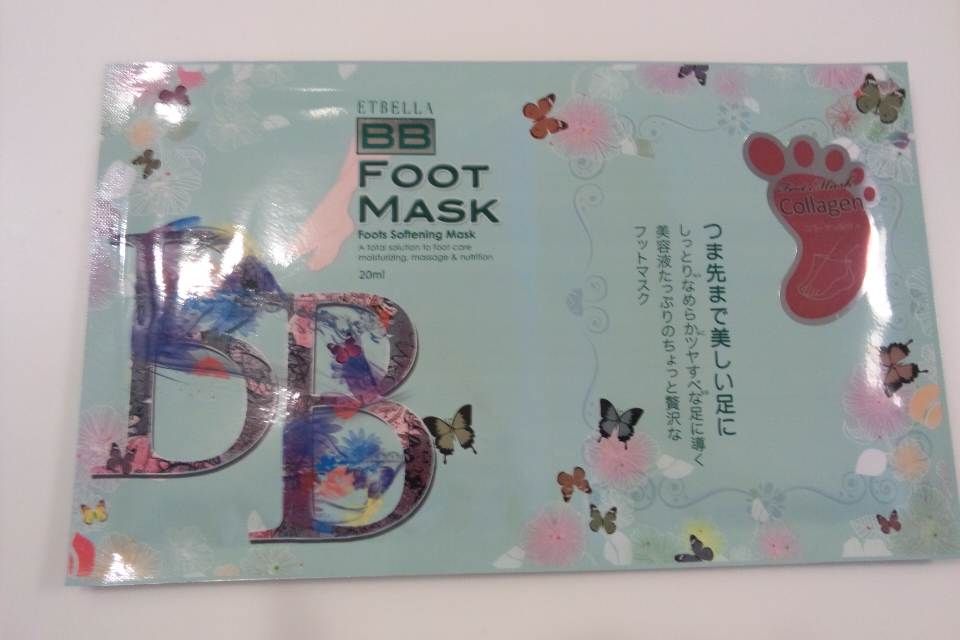 ETBELLA
BB
FOOT
MASK
Foots Softening Mask
A total solution to foot care
moisturizing, massage & nutrition
20ml
BB
Foot Mask
Collagen
つま先まで美しい足に
しっとりなめらかツヤすべな足に導く
美容液たっぷりのちょっと贅沢な
フットマスク